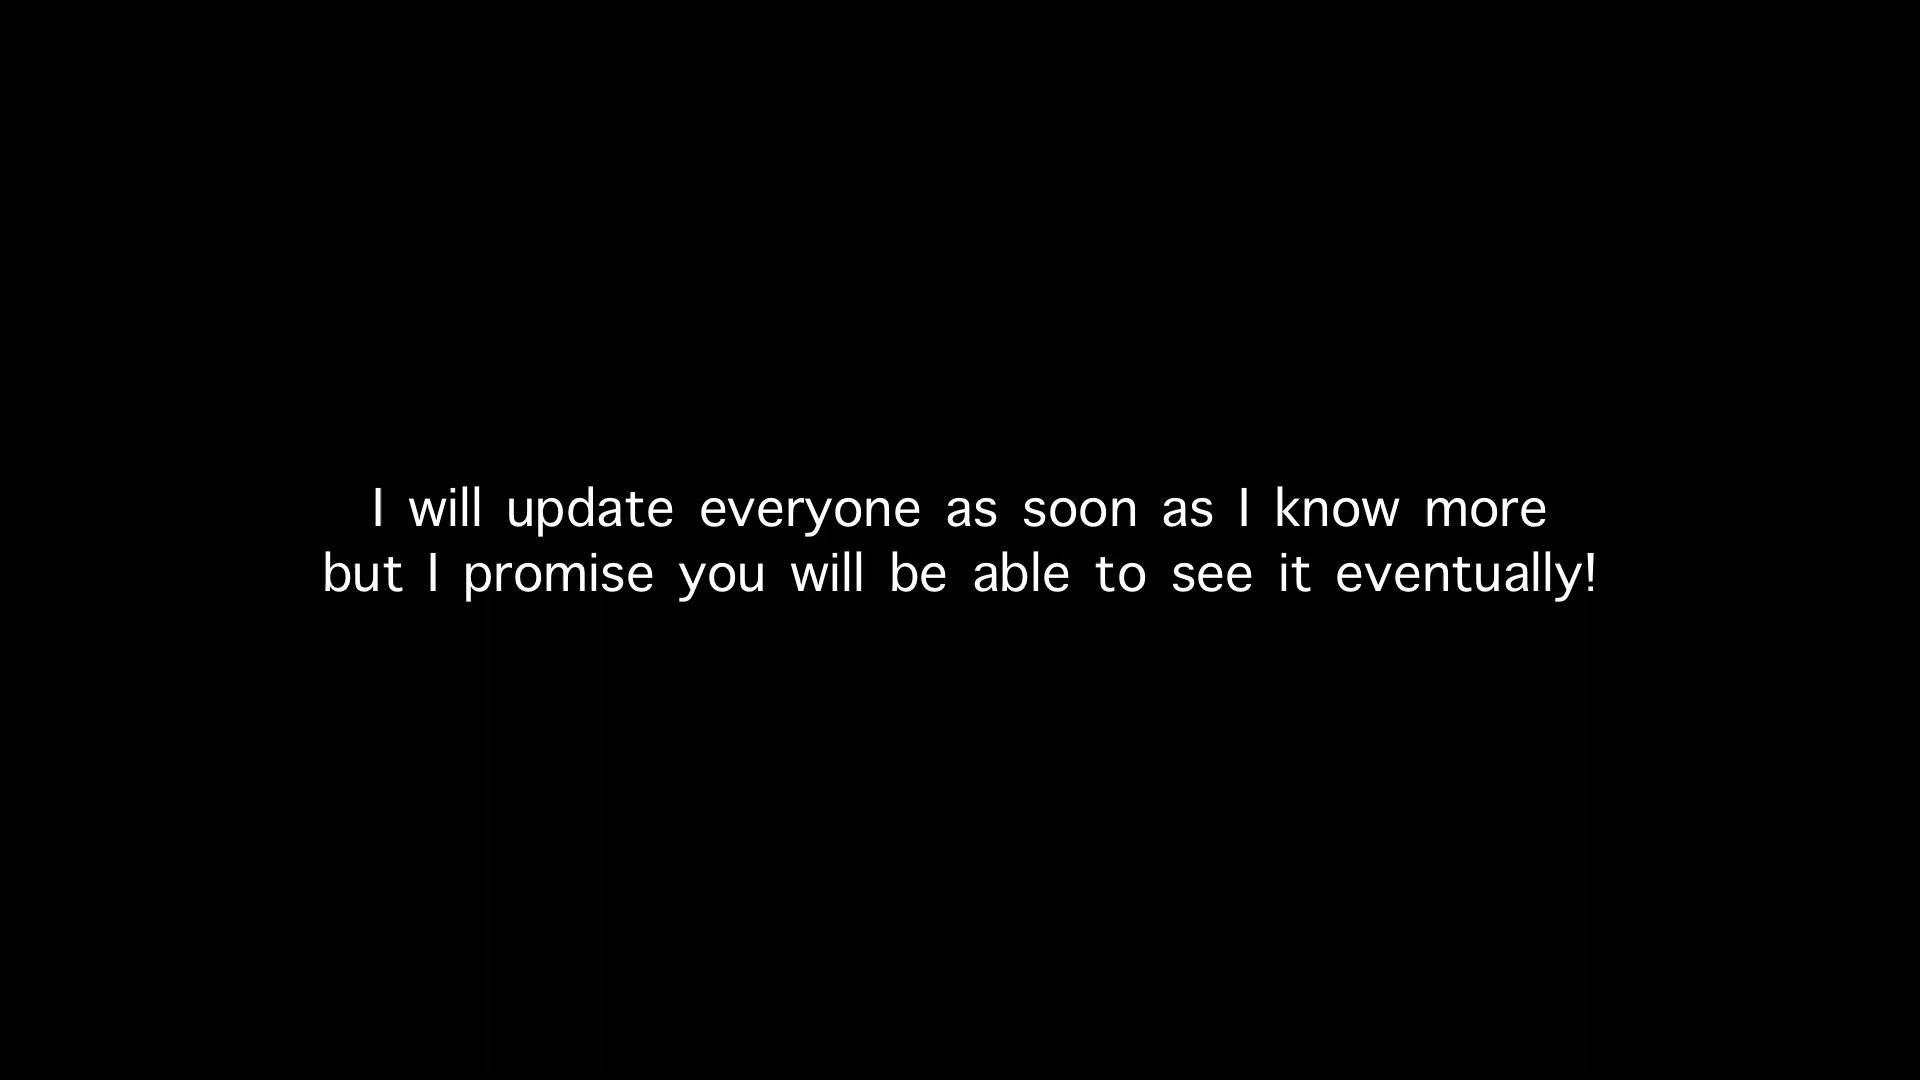 I will update everyone as soon as I know more
but I promise you will be able to see it eventually!